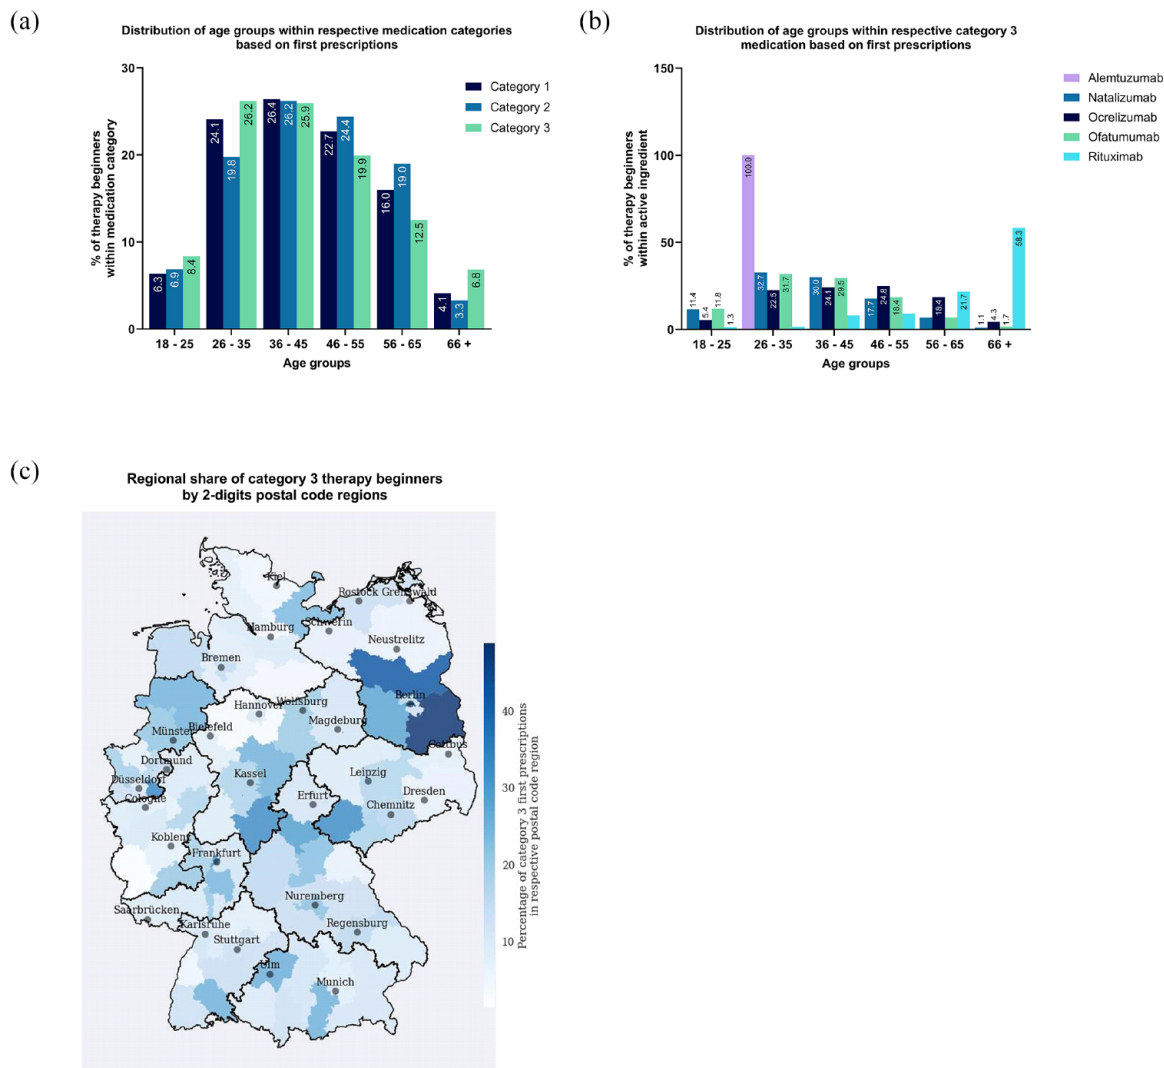 (a)
Distribution of age groups within respective medication categories
based on first prescriptions
% of therapy beginners
within medication category
30
20
10
0
6.3
6.9
8.4
24.1
19.8
26.2
26.4
26.2
25.9
22.7
24.4
19.9
16.0
19.0
12.5
4.1
3.3
6.8
18 - 25
26 - 35
36 - 45
46 - 55
56 - 65
66 +
Age groups
Category 1
Category 2
Category 3
(b)
Distribution of age groups within respective category 3
medication based on first prescriptions
% of therapy beginners
within active ingredient
150
100
50
0
11.4
5.4
11.8
1.3
100.0
32.7
22.5
31.7
30.0
24.1
29.5
17.7
24.8
18.4
18.4
21.7
1.1
4.3
1.7
58.3
18 - 25
26 - 35
36 - 45
46 - 55
56 - 65
66 +
Age groups
Alemtuzumab
Natalizumab
Ocrelizumab
Ofatumumab
Rituximab
(c)
Regional share of category 3 therapy beginners
by 2-digits postal code regions
Kiel
Rostock
Greifswald
Schwerin
Hamburg
Neustrelitz
Bremen
Berlin
Wolfsburg
Hannover
Magdeburg
Bielefeld
Münster
Cottbus
Dortmund
Kassel
Leipzig
Düsseldorf
Dresden
Cologne
Erfurt
Chemnitz
Koblenz
Frankfurt
Nuremberg
Saarbrücken
Karlsruhe
Regensburg
Stuttgart
Ulm
Munich
40
30
20
10
Percentage of category 3 first prescriptions
in respective postal code region